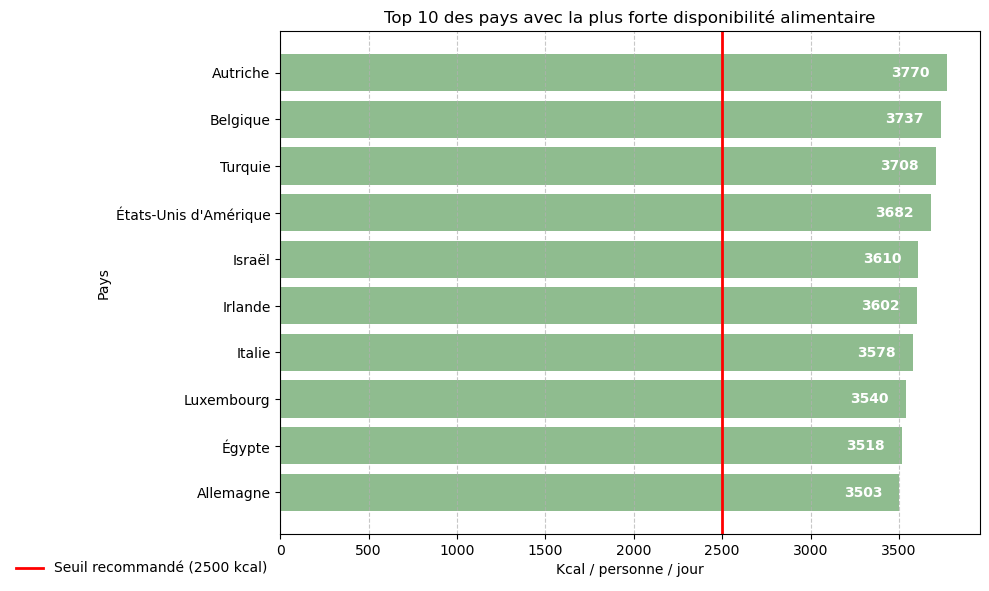 Top 10 des pays avec la plus forte disponibilité alimentaire
Autriche 3770
Belgique 3737
Turquie 3708
États-Unis d'Amérique 3682
Israël 3610
Pays
Irlande 3602
Italie 3578
Luxembourg 3540
Égypte 3518
Allemagne 3503
0 500 1000 1500 2000 2500 3000 3500
Kcal / personne / jour
Seuil recommandé (2500 kcal)